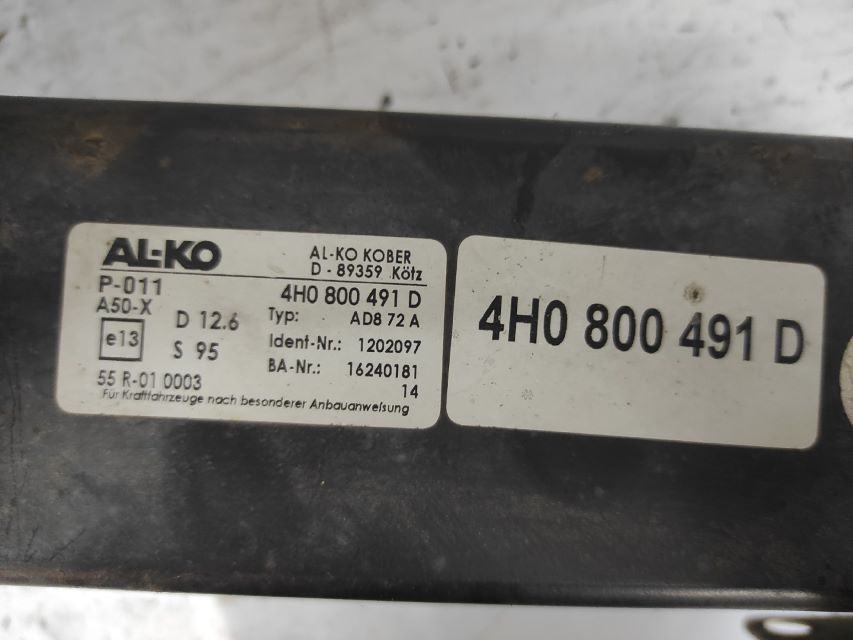 AL-KO
AL-KO KOBER
D - 89359 Kötz
P-011
4H0 800 491 D
A50-X
D 12.6
Typ: AD8 72 A
e13
S 95
Ident-Nr.: 1202097
BA-Nr.: 16240181
55 R-01 0003
14
Für Kraftfahrzeuge nach besonderer Anbauanweisung
4H0 800 491 D